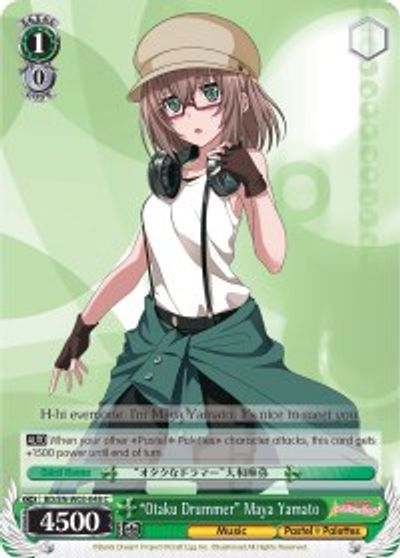 1
0
H-hi everyone. I'm Maya Yamato. It's nice to meet you.
AUTO When your other «Pastel＊Palettes» character attacks, this card gets
+1500 power until end of turn
Card Name
"オタクなドラマー" 大和麻弥
4500
"Otaku Drummer" Maya Yamato
Music
Pastel＊Palettes